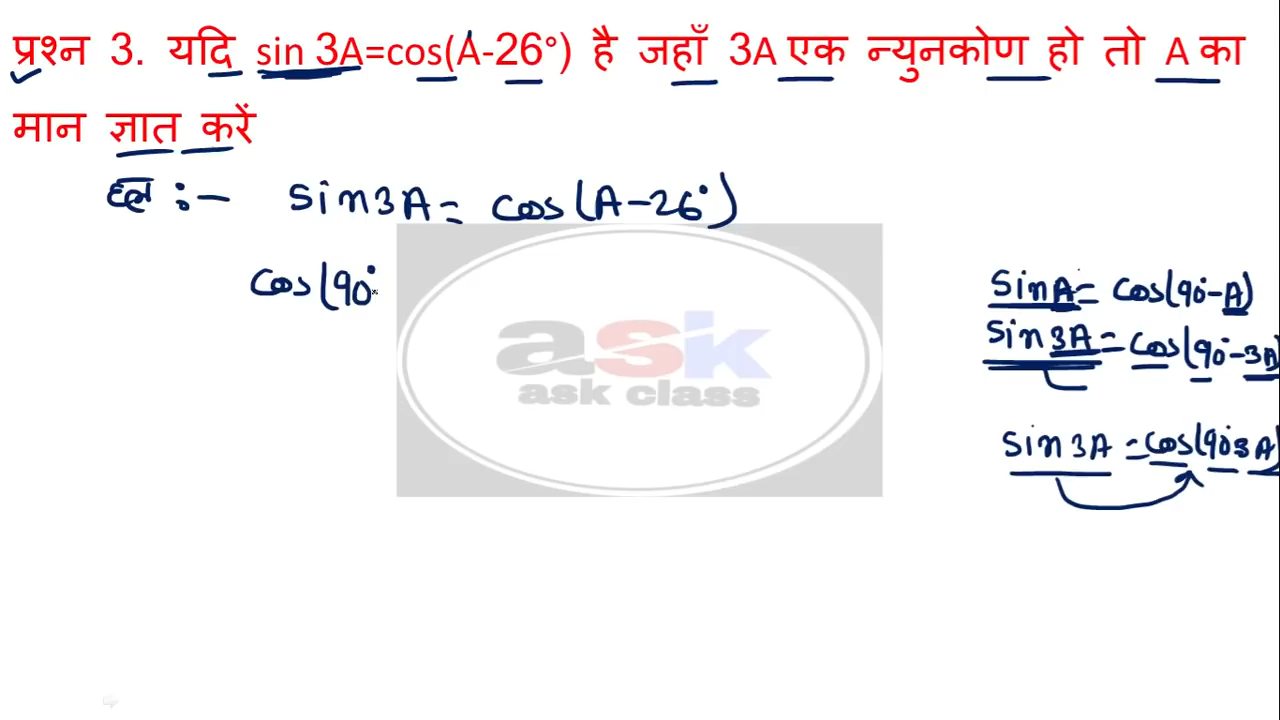 प्रश्न 3. यदि sin 3A=cos(A-26°) है जहाँ 3A एक न्युनकोण हो तो A का
मान ज्ञात करें
हल :- Sin3A = cos(A-26°)
cos(90°
SinA = cos(90°-A)
Sin3A = cos(90°-3A)
Sin3A = cos(90°-3A)
ask
ask class